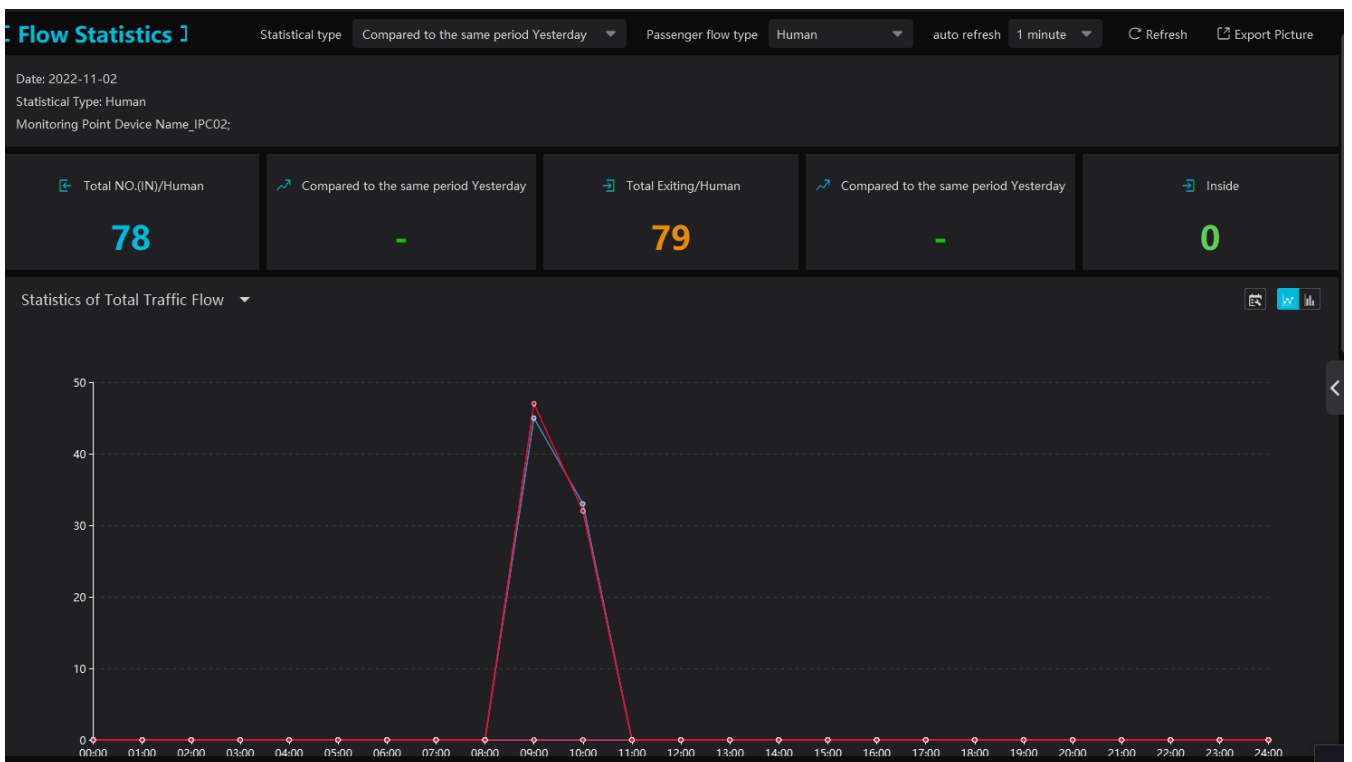 [ Flow Statistics ] Statistical type Compared to the same period Yesterday Passenger flow type Human auto refresh 1 minute Refresh Export Picture
Date: 2022-11-02
Statistical Type: Human
Monitoring Point Device Name_IPC02;
Total NO.(IN)/Human Compared to the same period Yesterday Total Exiting/Human Compared to the same period Yesterday Inside
78 - 79 - 0
Statistics of Total Traffic Flow
50
40
30
20
10
0
00:00 01:00 02:00 03:00 04:00 05:00 06:00 07:00 08:00 09:00 10:00 11:00 12:00 13:00 14:00 15:00 16:00 17:00 18:00 19:00 20:00 21:00 22:00 23:00 24:00